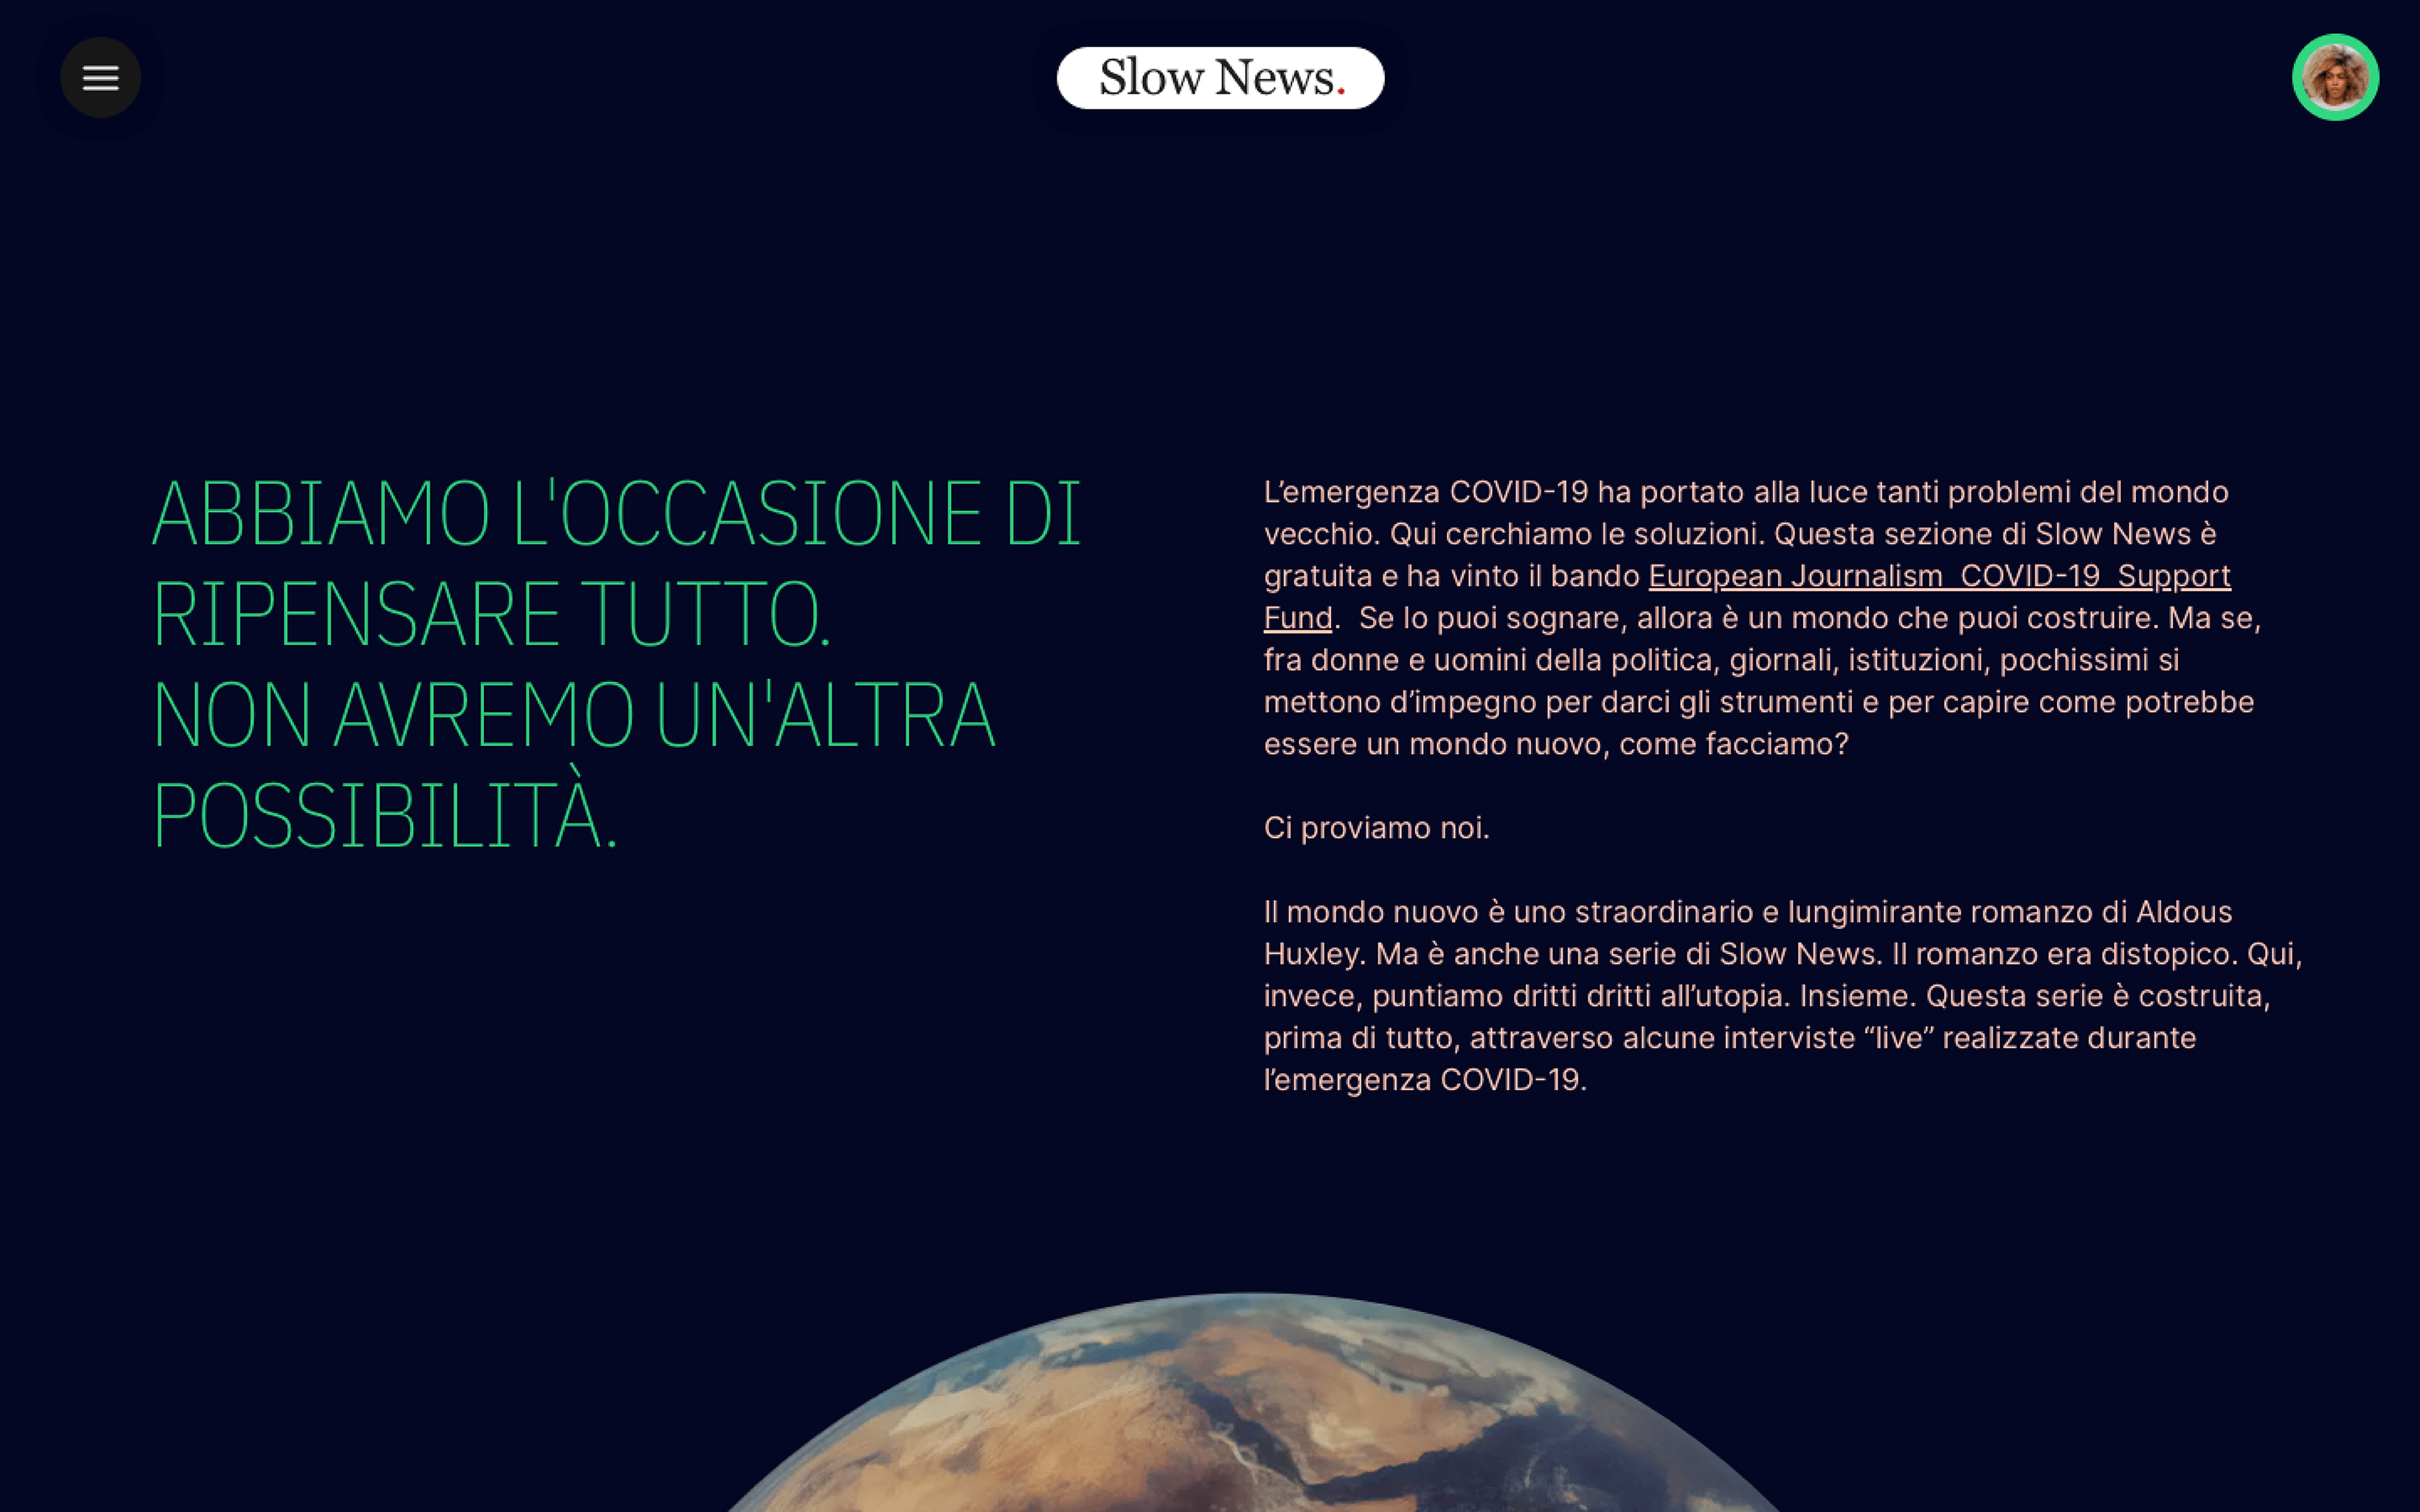 Slow News.
ABBIAMO L'OCCASIONE DI
RIPENSARE TUTTO.
NON AVREMO UN'ALTRA
POSSIBILITÀ.
L’emergenza COVID-19 ha portato alla luce tanti problemi del mondo
vecchio. Qui cerchiamo le soluzioni. Questa sezione di Slow News è
gratuita e ha vinto il bando European Journalism  COVID-19  Support
Fund.  Se lo puoi sognare, allora è un mondo che puoi costruire. Ma se,
fra donne e uomini della politica, giornali, istituzioni, pochissimi si
mettono d’impegno per darci gli strumenti e per capire come potrebbe
essere un mondo nuovo, come facciamo?
Ci proviamo noi.
Il mondo nuovo è uno straordinario e lungimirante romanzo di Aldous
Huxley. Ma è anche una serie di Slow News. Il romanzo era distopico. Qui,
invece, puntiamo dritti dritti all’utopia. Insieme. Questa serie è costruita,
prima di tutto, attraverso alcune interviste “live” realizzate durante
l’emergenza COVID-19.